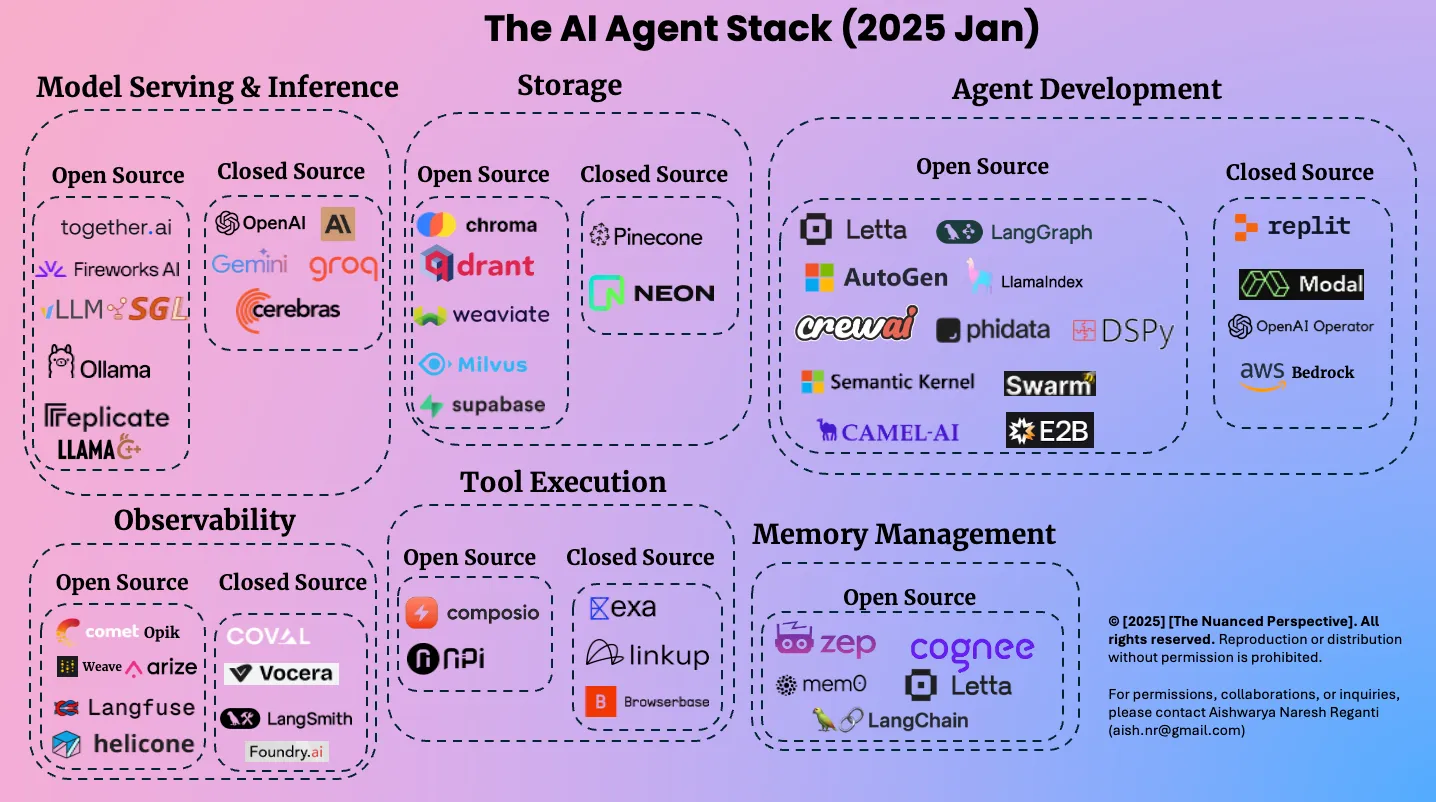 The AI Agent Stack (2025 Jan)
Model Serving & Inference
Open Source
together.ai
Fireworks AI
vLLM SGL
Ollama
Replicate
LLAMA C++
Closed Source
OpenAI AI
Gemini groq
cerebras
Storage
Open Source
chroma
qdrant
weaviate
Milvus
supabase
Closed Source
Pinecone
NEON
Agent Development
Open Source
Letta LangGraph
AutoGen LlamaIndex
crewai phidata DSPy
Semantic Kernel Swarm
CAMEL-AI E2B
Closed Source
replit
Modal
OpenAI Operator
aws Bedrock
Observability
Open Source
comet Opik
Weave arize
Langfuse
helicone
Closed Source
COVAL
Vocera
LangSmith
Foundry.ai
Tool Execution
Open Source
composio
n NPi
Closed Source
exa
linkup
B Browserbase
Memory Management
Open Source
zep cognee
mem0 Letta
LangChain
© [2025] [The Nuanced Perspective]. All
rights reserved. Reproduction or distribution
without permission is prohibited.
For permissions, collaborations, or inquiries,
please contact Aishwarya Naresh Reganti
(aish.nr@gmail.com)